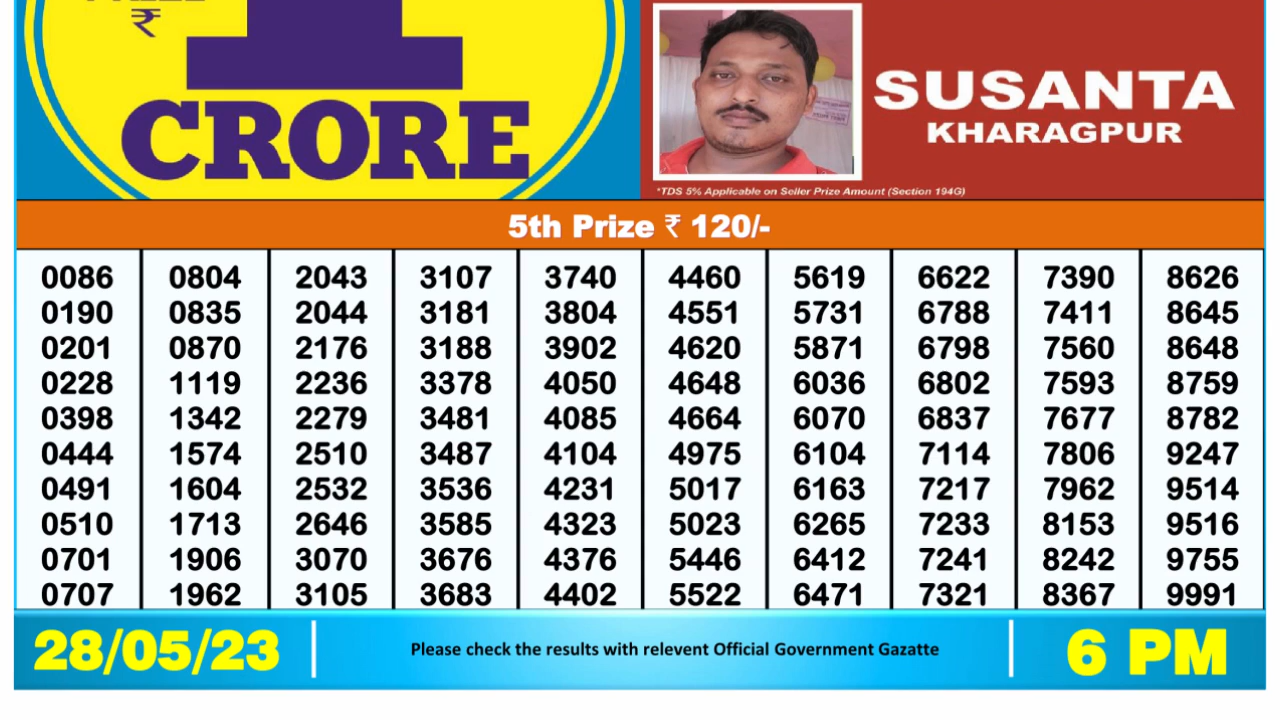 ₹
CRORE
SUSANTA
KHARAGPUR
*TDS 5% Applicable on Seller Prize Amount (Section 194G)
5th Prize ₹ 120/-
0086 0804 2043 3107 3740 4460 5619 6622 7390 8626
0190 0835 2044 3181 3804 4551 5731 6788 7411 8645
0201 0870 2176 3188 3902 4620 5871 6798 7560 8648
0228 1119 2236 3378 4050 4648 6036 6802 7593 8759
0398 1342 2279 3481 4085 4664 6070 6837 7677 8782
0444 1574 2510 3487 4104 4975 6104 7114 7806 9247
0491 1604 2532 3536 4231 5017 6163 7217 7962 9514
0510 1713 2646 3585 4323 5023 6265 7233 8153 9516
0701 1906 3070 3676 4376 5446 6412 7241 8242 9755
0707 1962 3105 3683 4402 5522 6471 7321 8367 9991
28/05/23 Please check the results with relevent Official Government Gazatte 6 PM